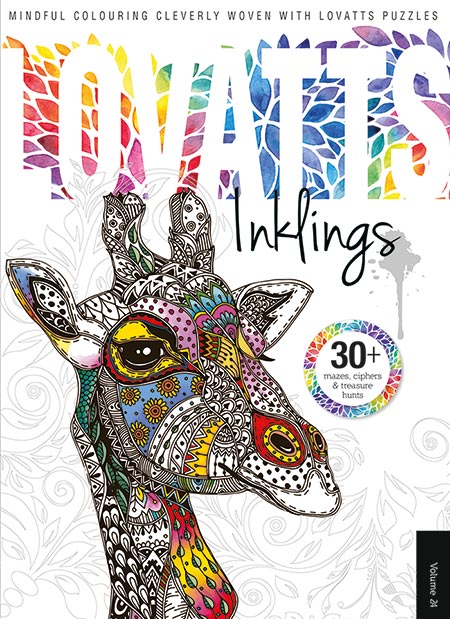 MINDFUL COLOURING CLEVERLY WOVEN WITH LOVATTS PUZZLES
LOVATTS
Inklings
30+
mazes, ciphers
& treasure
hunts
Volume 24